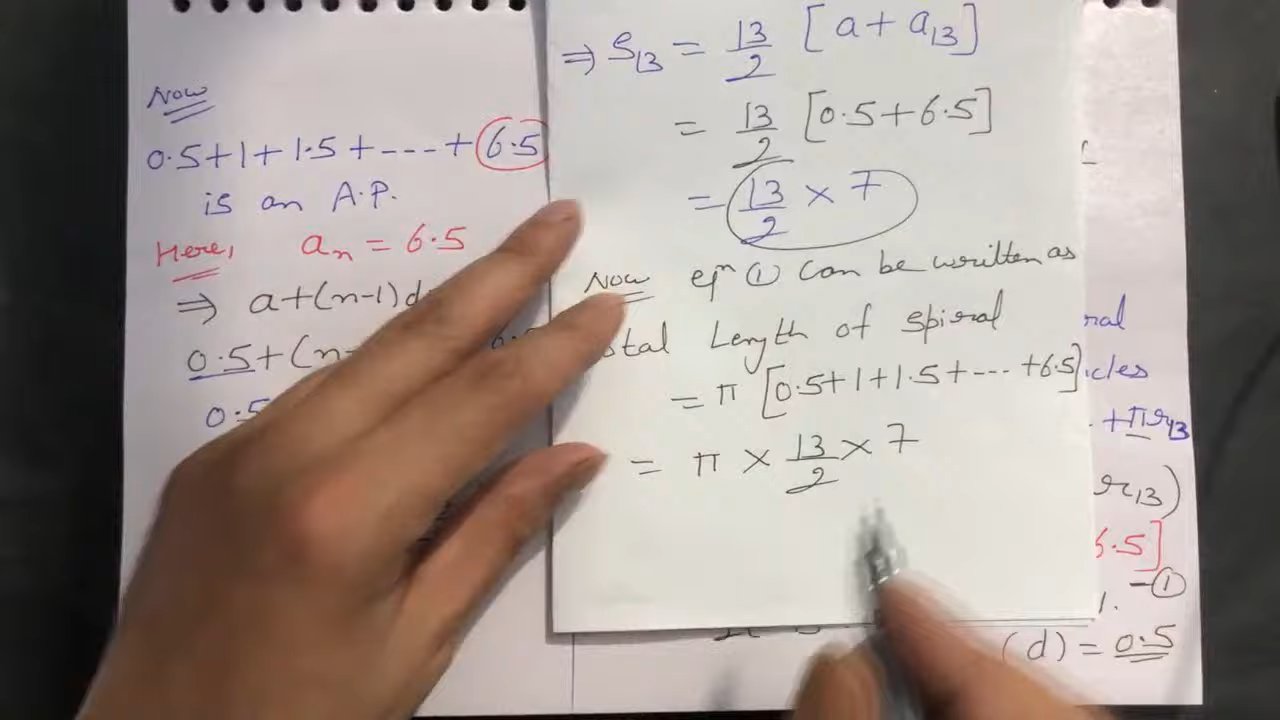 Now
0.5+1+1.5+---+6.5
is an A.P.
Here, an = 6.5
⇒ a+(n-1)d
0.5+(n-
0.5
⇒ S13 = 13/2 [a+a13]
= 13/2 [0.5+6.5]
= 13/2 × 7
Now eqn ① can be written as
Total Length of spiral
= π [0.5+1+1.5+---+6.5]
= π × 13/2 × 7
+πr13
r13)
6.5]
-①
(d) = 0.5